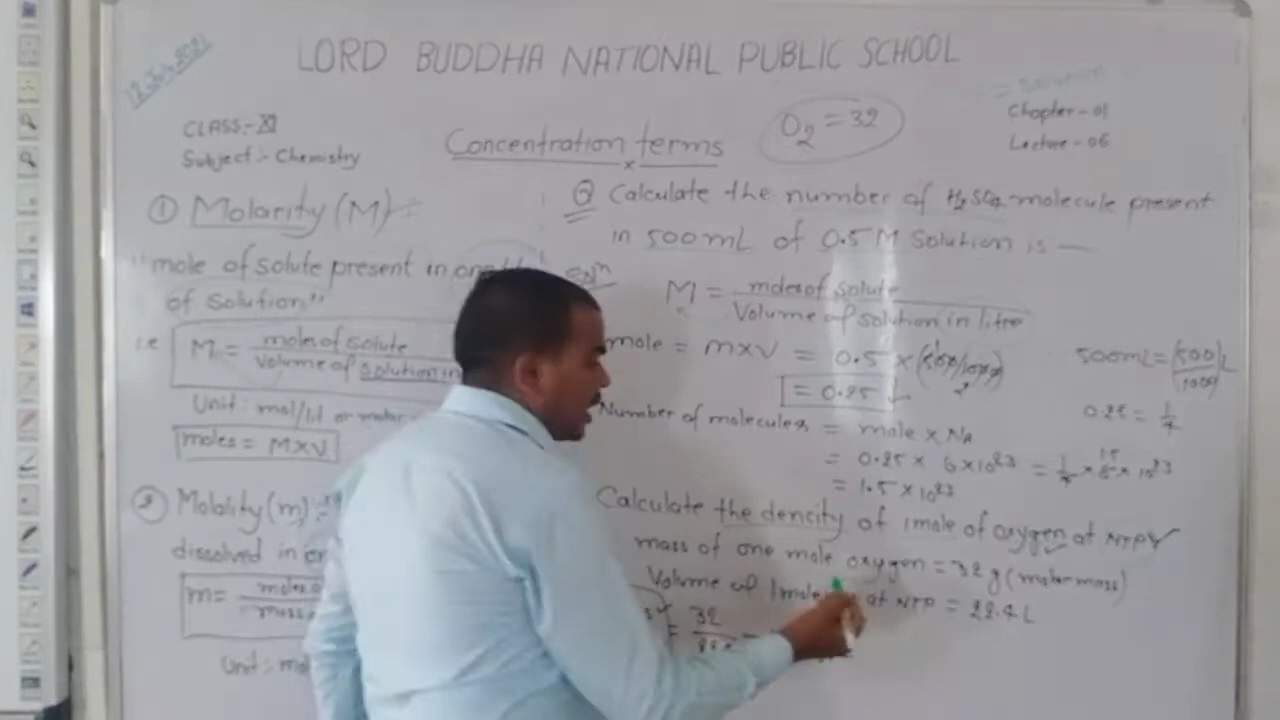 12 July 2021
LORD BUDDHA NATIONAL PUBLIC SCHOOL
CLASS:- XI
Subject :- Chemistry
Chapter - 01
Lecture - 06
Concentration terms
O₂ = 32
① Molarity (M) :-
"mole of solute present in one
of solution"
i.e M = moles of solute / Volume of solution in
Unit : mol/lit or molar
moles = M×V
② Molality (m) :-
dissolved in
m = moles / mass
Unit : mol
Q Calculate the number of H₂SO₄ molecule present
in 500 mL of 0.5 M Solution is —
Solⁿ
M = moles of solute / Volume of solution in litre
mole = M×V = 0.5 × (500/1000)
= 0.25
500mL = (500/1000) L
0.25 = 1/4
Number of molecules = mole × NA
= 0.25 × 6×10²³ = 1/4 × 6 × 10²³
= 1.5 × 10²³
Calculate the density of 1 mole of oxygen at NTP
mass of one mole oxygen = 32 g (molar mass)
Volume of 1 mole at NTP = 22.4 L
= 32